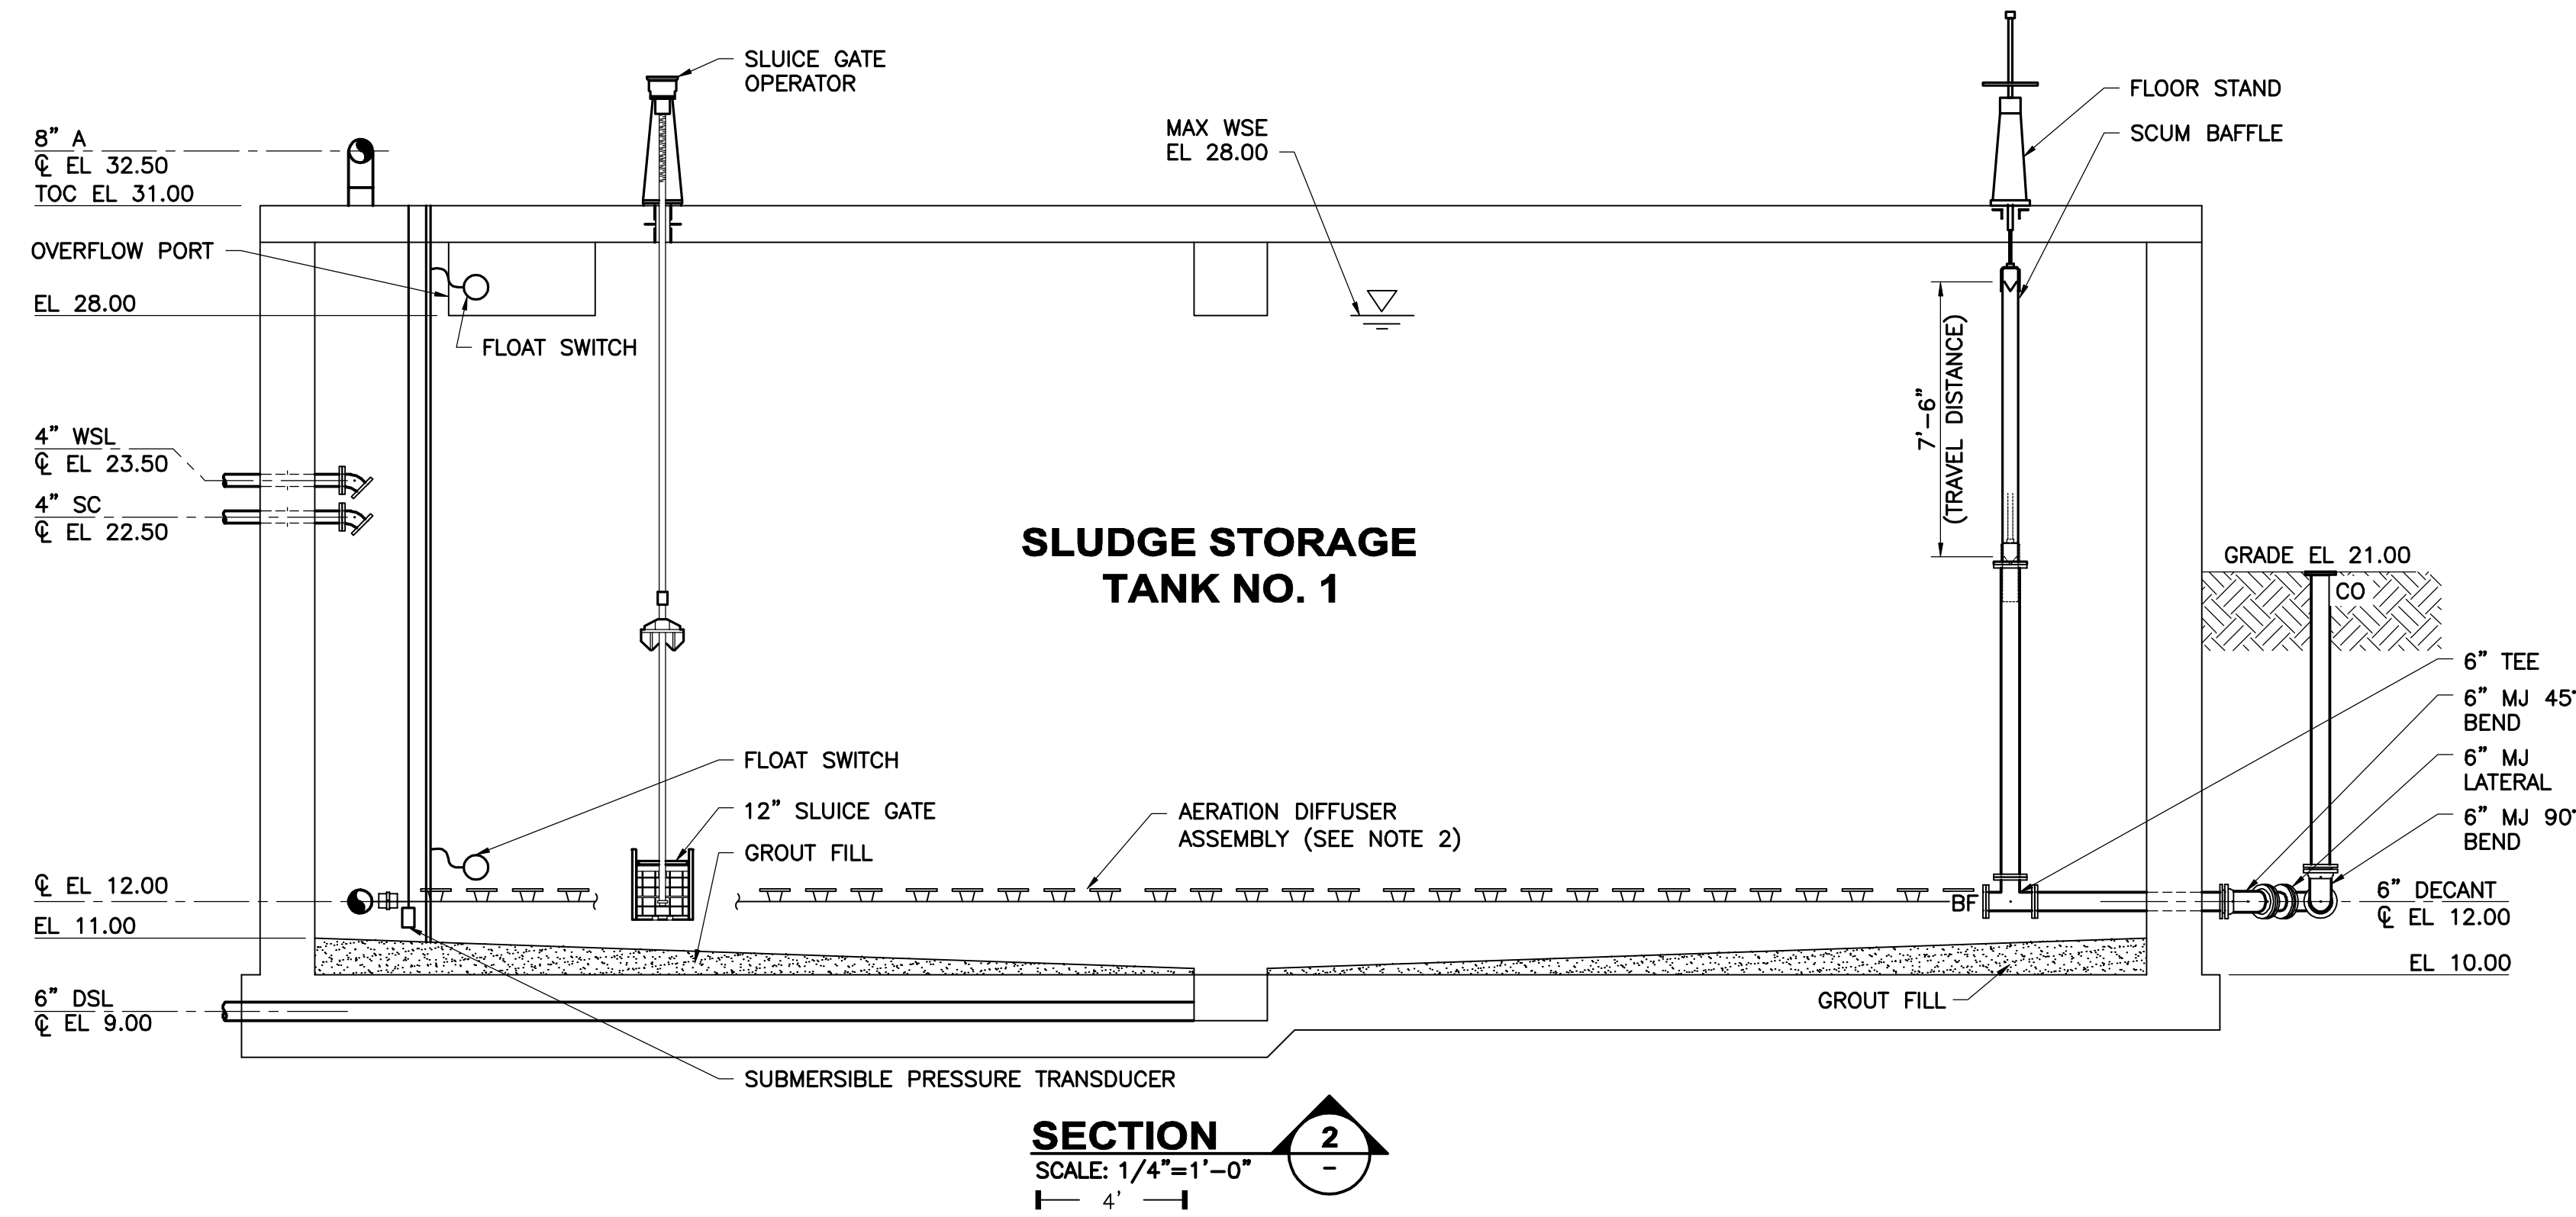 SLUICE GATE
OPERATOR
FLOOR STAND
SCUM BAFFLE
MAX WSE
EL 28.00
8" A
℄ EL 32.50
TOC EL 31.00
OVERFLOW PORT
EL 28.00
FLOAT SWITCH
7'-6"
(TRAVEL DISTANCE)
4" WSL
℄ EL 23.50
4" SC
℄ EL 22.50
SLUDGE STORAGE
TANK NO. 1
GRADE EL 21.00
CO
6" TEE
6" MJ 45°
BEND
6" MJ
LATERAL
6" MJ 90°
BEND
FLOAT SWITCH
12" SLUICE GATE
GROUT FILL
AERATION DIFFUSER
ASSEMBLY (SEE NOTE 2)
℄ EL 12.00
EL 11.00
BF
6" DECANT
℄ EL 12.00
EL 10.00
6" DSL
℄ EL 9.00
GROUT FILL
SUBMERSIBLE PRESSURE TRANSDUCER
SECTION
2
-
SCALE: 1/4"=1'-0"
4'